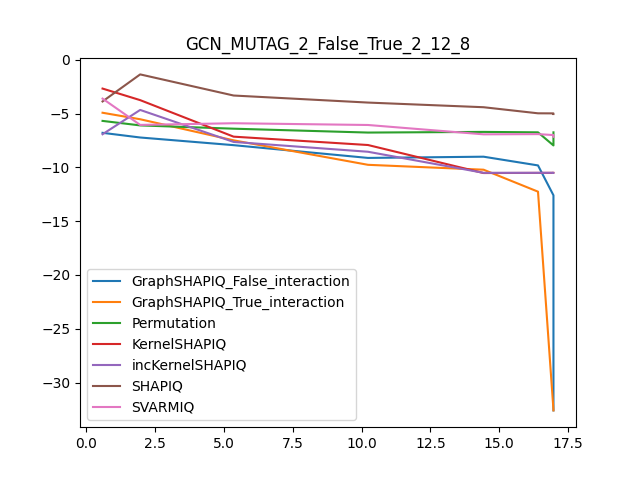 GCN_MUTAG_2_False_True_2_12_8
0
−5
−10
−15
−20
−25
−30
GraphSHAPIQ_False_interaction
GraphSHAPIQ_True_interaction
Permutation
KernelSHAPIQ
incKernelSHAPIQ
SHAPIQ
SVARMIQ
0.0 2.5 5.0 7.5 10.0 12.5 15.0 17.5